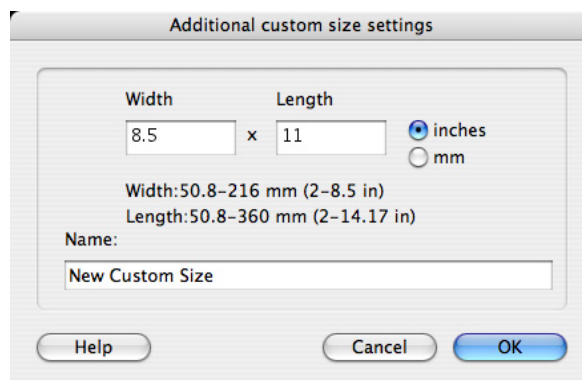 Additional custom size settings
Width Length
8.5 x 11 inches
mm
Width:50.8-216 mm (2-8.5 in)
Length:50.8-360 mm (2-14.17 in)
Name:
New Custom Size
Help Cancel OK